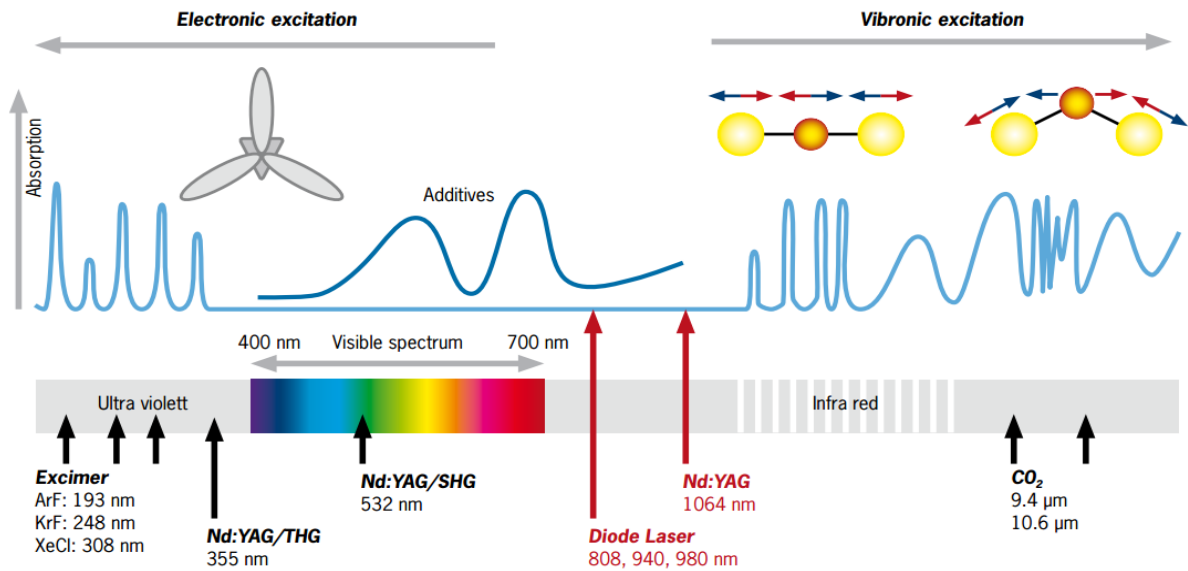 Electronic excitation
Vibronic excitation
Absorption
Additives
400 nm
Visible spectrum
700 nm
Ultra violett
Infra red
Excimer
ArF: 193 nm
KrF: 248 nm
XeCl: 308 nm
Nd:YAG/THG
355 nm
Nd:YAG/SHG
532 nm
Diode Laser
808, 940, 980 nm
Nd:YAG
1064 nm
CO₂
9.4 µm
10.6 µm